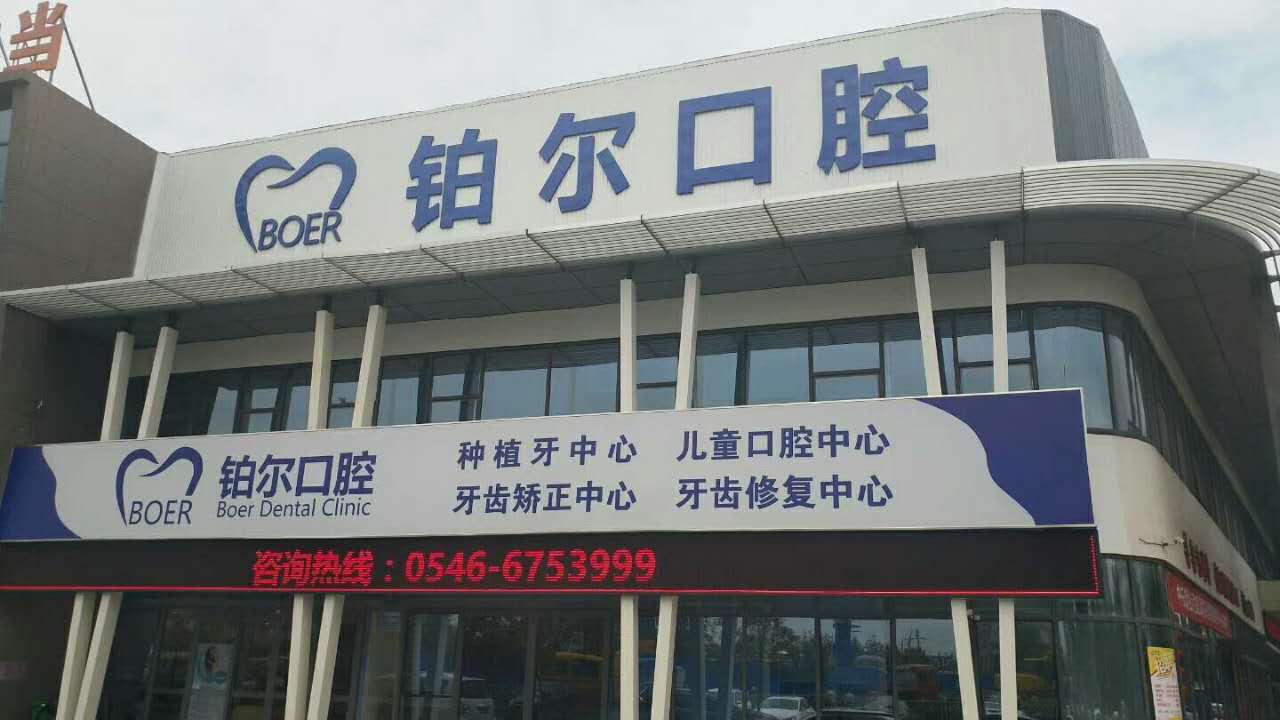 当
BOER
铂尔口腔
BOER
铂尔口腔
Boer Dental Clinic
种植牙中心 儿童口腔中心
牙齿矫正中心 牙齿修复中心
咨询热线：0546-6753999